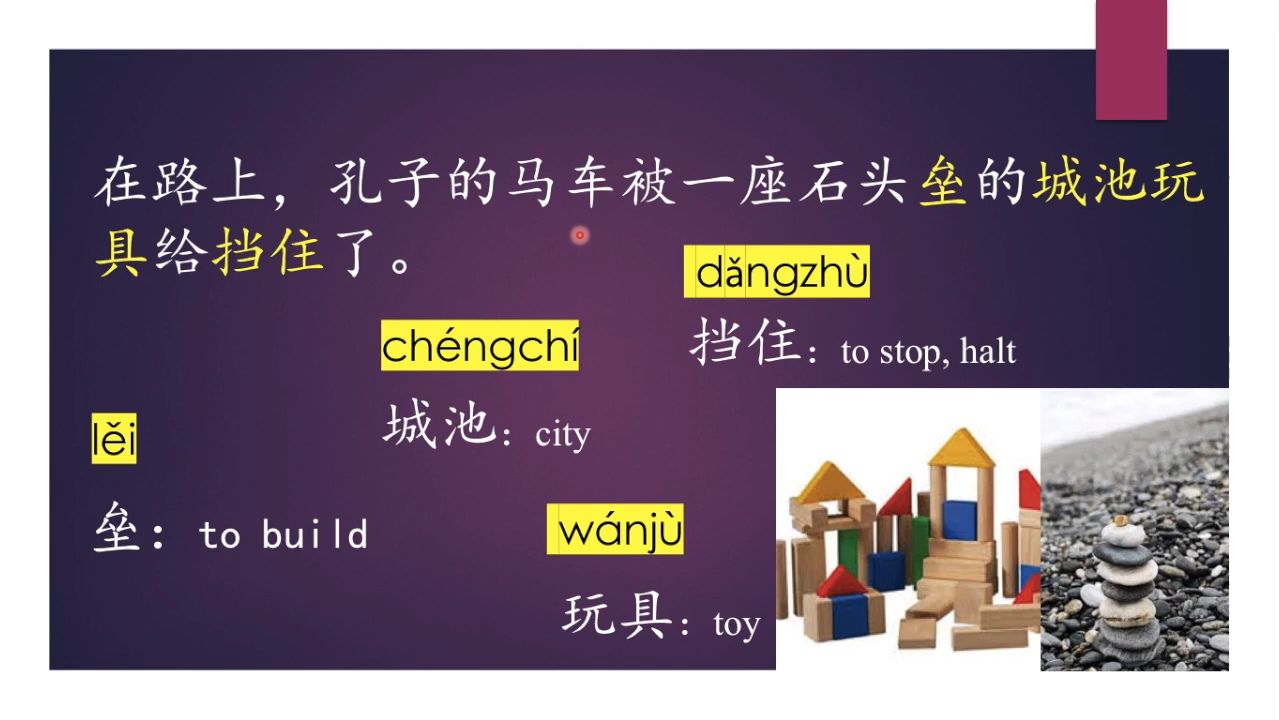 在路上，孔子的马车被一座石头垒的城池玩
具给挡住了。
dǎngzhù
挡住：to stop, halt
chéngchí
城池：city
lěi
垒：to build
wánjù
玩具：toy